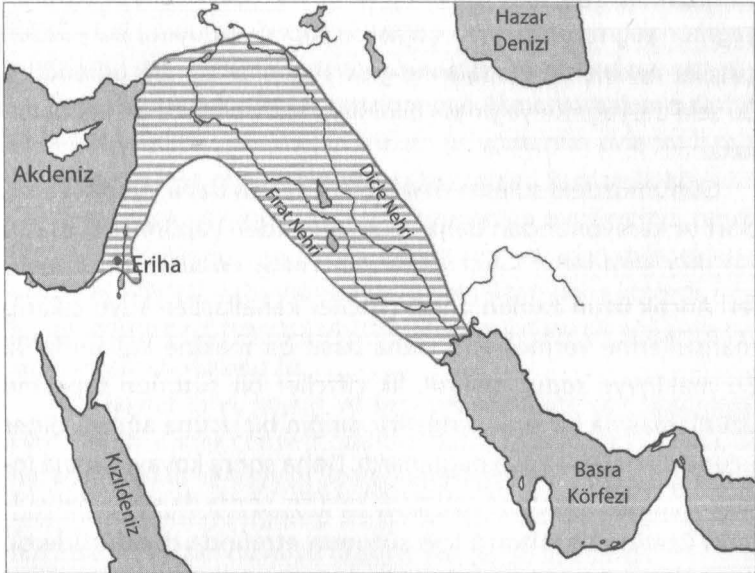 Hazar
Denizi
Akdeniz
Dicle Nehri
Fırat Nehri
Eriha
Kızıldeniz
Basra
Körfezi